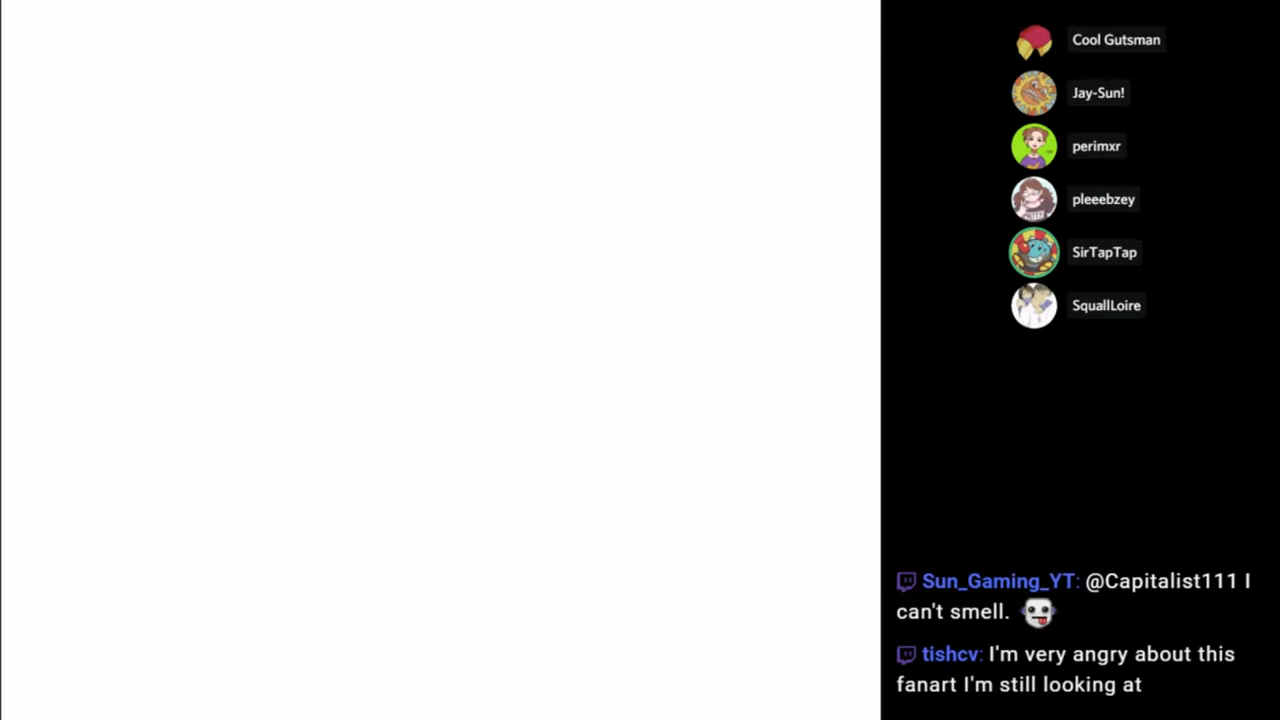 Cool Gutsman
Jay-Sun!
perimxr
pleeebzey
SirTapTap
SquallLoire
Sun_Gaming_YT: @Capitalist111 I
can't smell.
tishcv: I'm very angry about this
fanart I'm still looking at